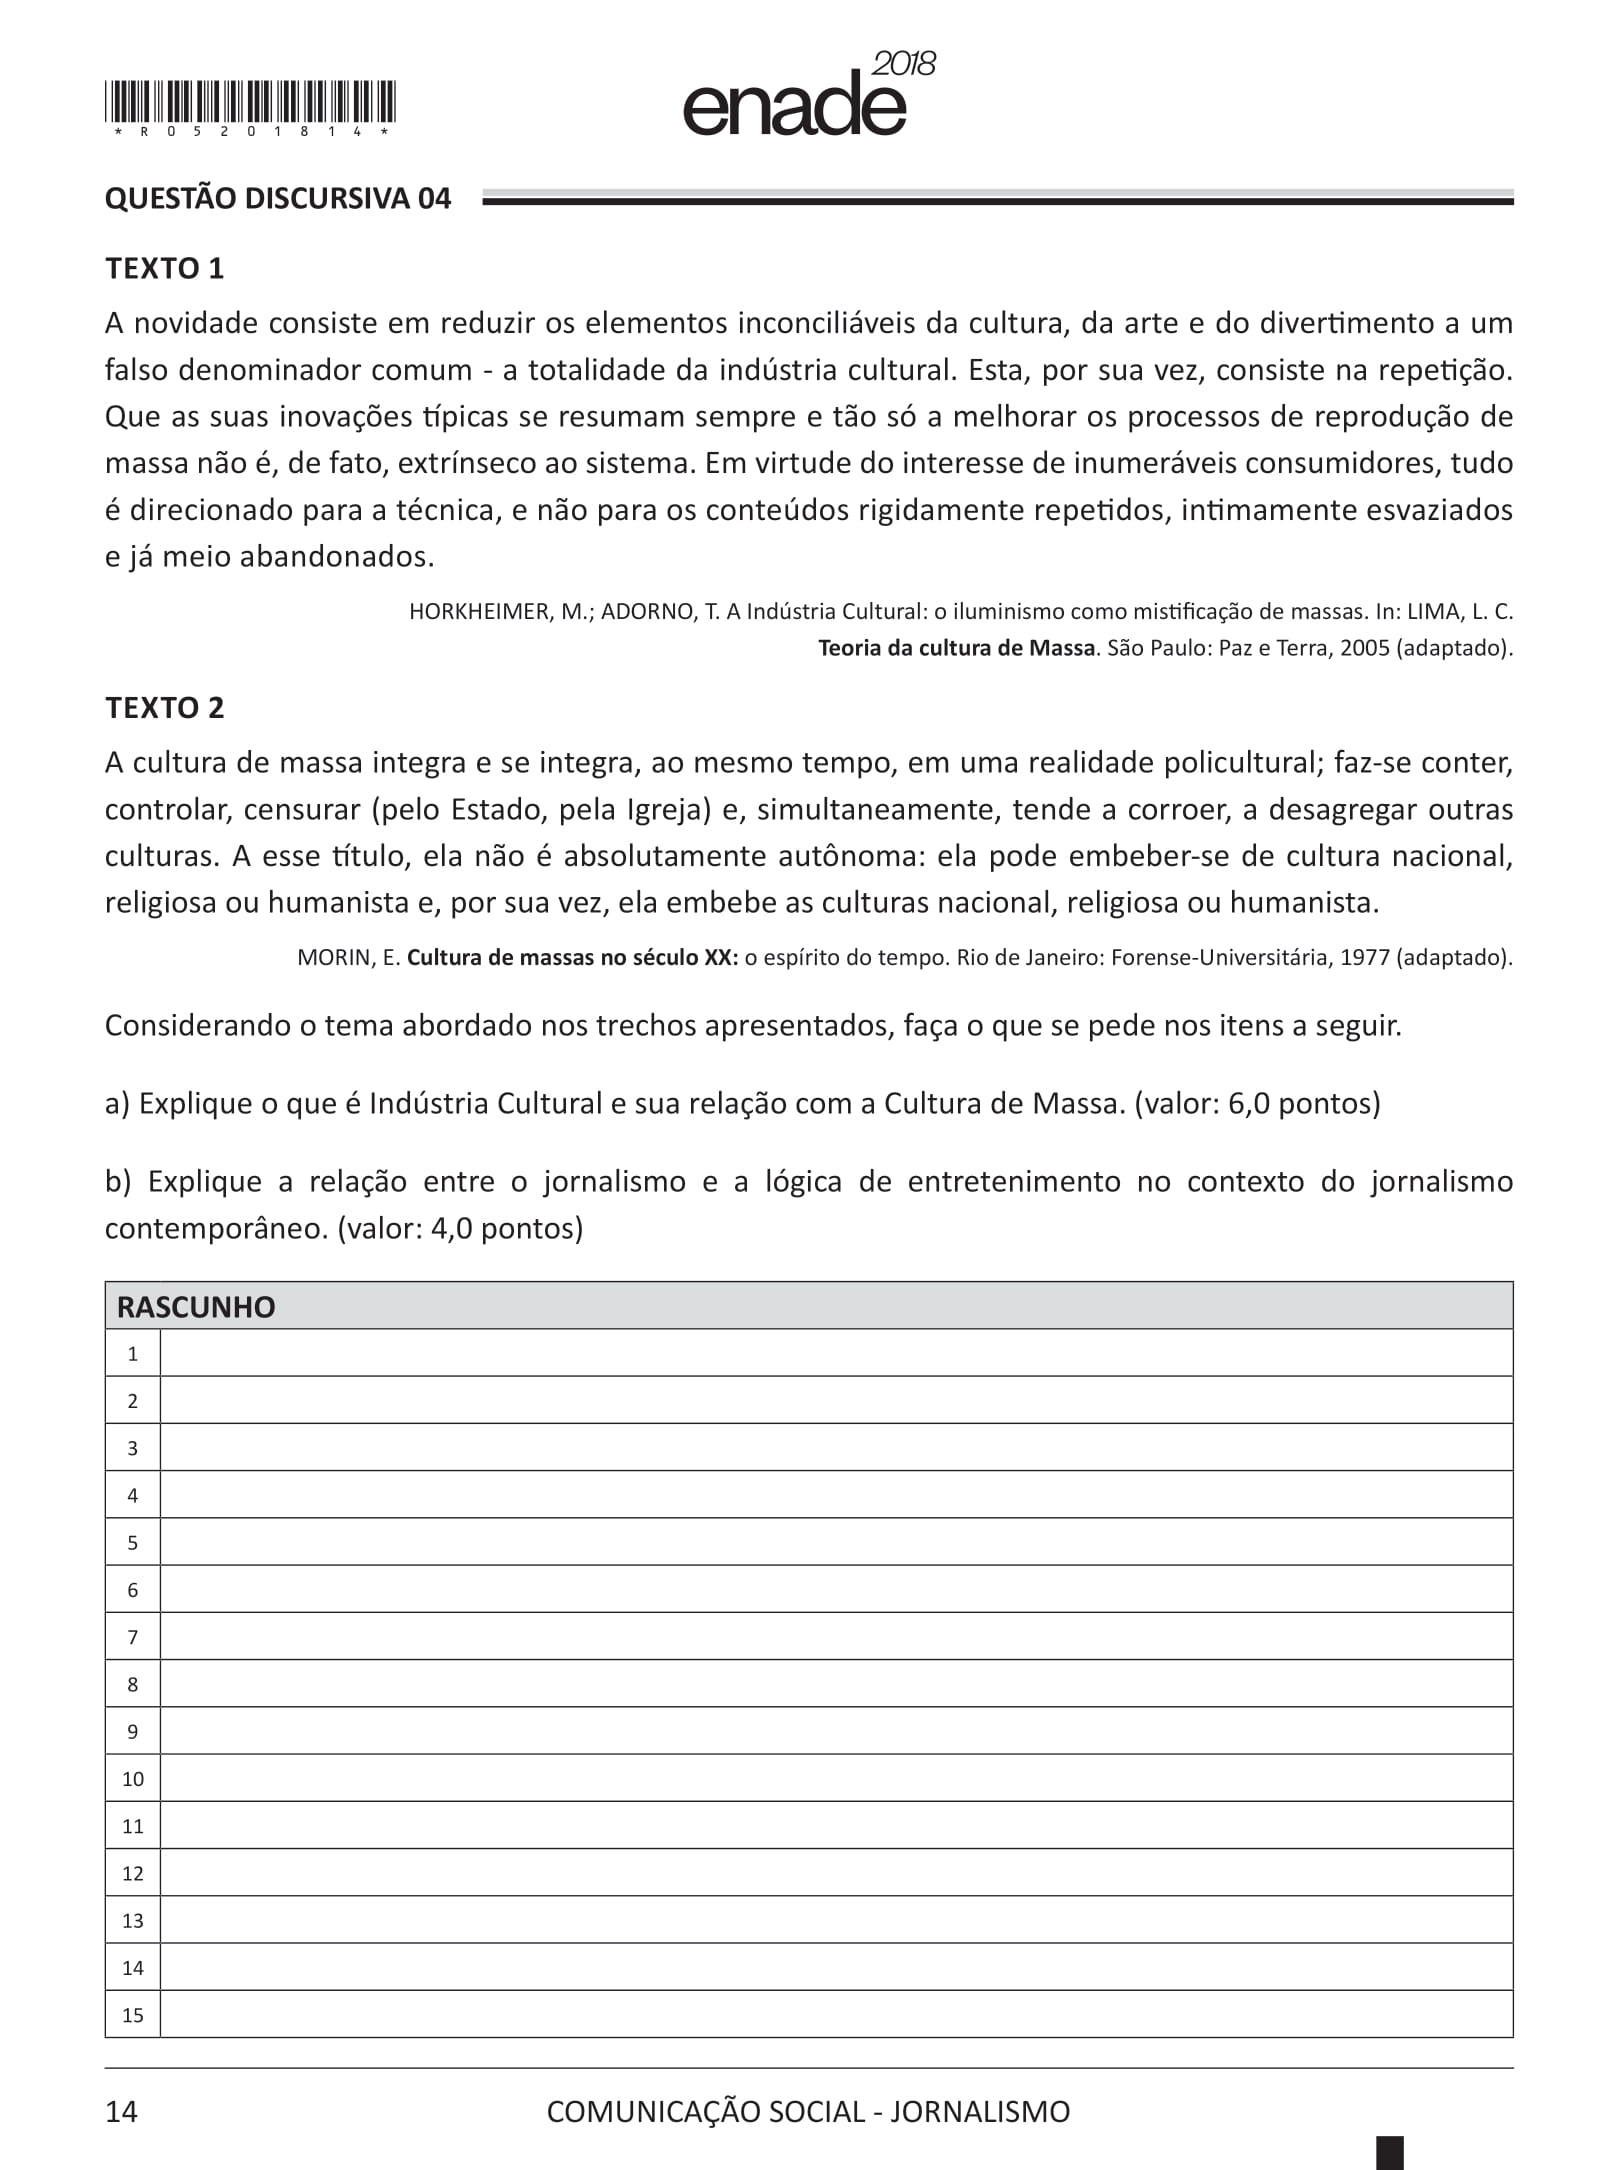 enade 2018
*R05201814*
QUESTÃO DISCURSIVA 04
TEXTO 1
A novidade consiste em reduzir os elementos inconciliáveis da cultura, da arte e do divertimento a um
falso denominador comum - a totalidade da indústria cultural. Esta, por sua vez, consiste na repetição.
Que as suas inovações típicas se resumam sempre e tão só a melhorar os processos de reprodução de
massa não é, de fato, extrínseco ao sistema. Em virtude do interesse de inumeráveis consumidores, tudo
é direcionado para a técnica, e não para os conteúdos rigidamente repetidos, intimamente esvaziados
e já meio abandonados.
HORKHEIMER, M.; ADORNO, T. A Indústria Cultural: o iluminismo como mistificação de massas. In: LIMA, L. C.
Teoria da cultura de Massa. São Paulo: Paz e Terra, 2005 (adaptado).
TEXTO 2
A cultura de massa integra e se integra, ao mesmo tempo, em uma realidade policultural; faz-se conter,
controlar, censurar (pelo Estado, pela Igreja) e, simultaneamente, tende a corroer, a desagregar outras
culturas. A esse título, ela não é absolutamente autônoma: ela pode embeber-se de cultura nacional,
religiosa ou humanista e, por sua vez, ela embebe as culturas nacional, religiosa ou humanista.
MORIN, E. Cultura de massas no século XX: o espírito do tempo. Rio de Janeiro: Forense-Universitária, 1977 (adaptado).
Considerando o tema abordado nos trechos apresentados, faça o que se pede nos itens a seguir.
a) Explique o que é Indústria Cultural e sua relação com a Cultura de Massa. (valor: 6,0 pontos)
b) Explique a relação entre o jornalismo e a lógica de entretenimento no contexto do jornalismo
contemporâneo. (valor: 4,0 pontos)
RASCUNHO
1
2
3
4
5
6
7
8
9
10
11
12
13
14
15
14 COMUNICAÇÃO SOCIAL - JORNALISMO